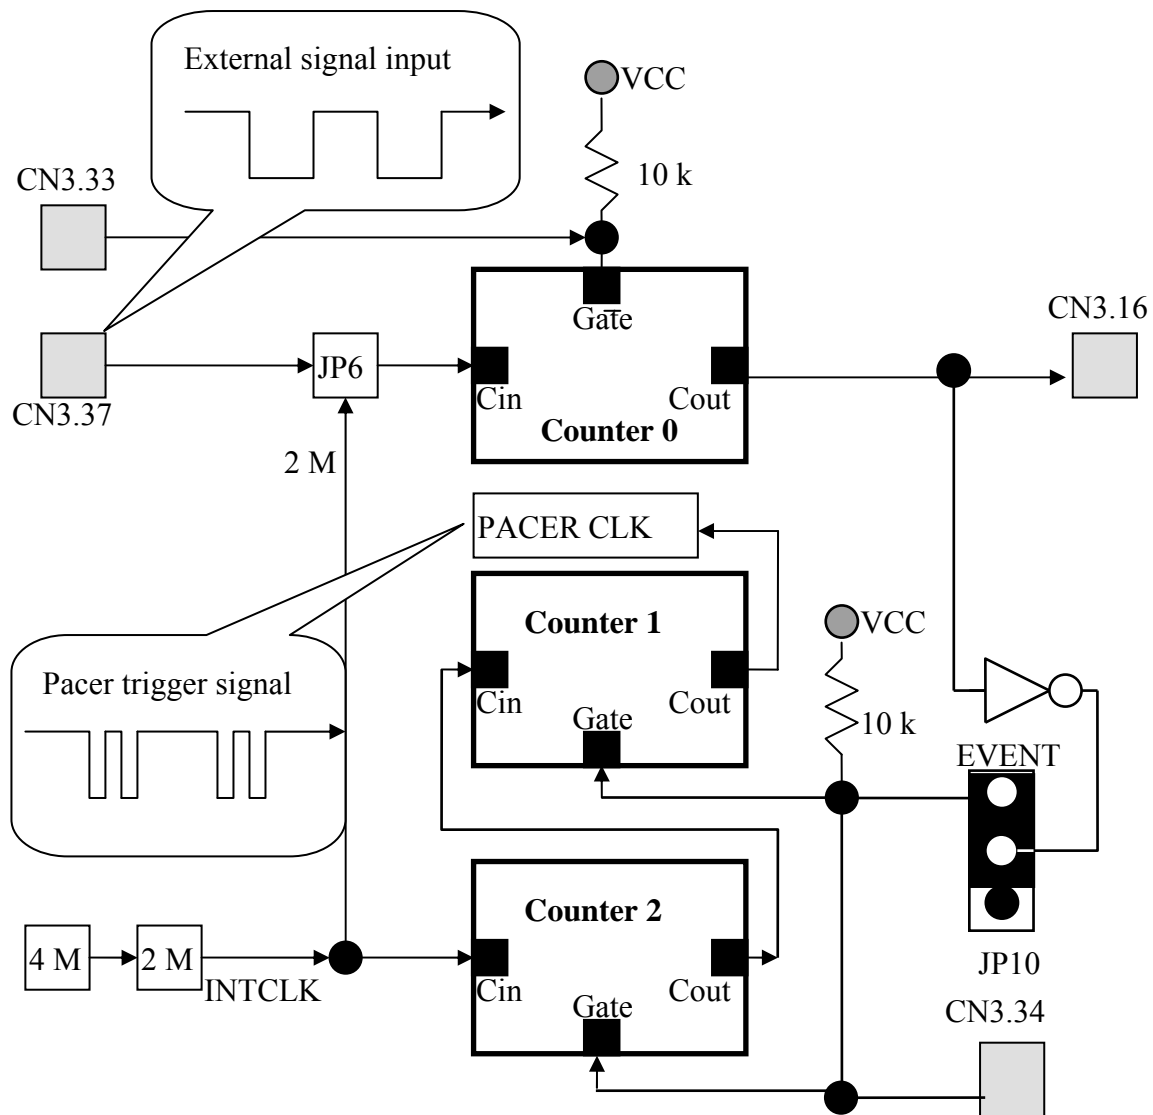 External signal input
VCC
10 k
CN3.33
Gate
CN3.16
JP6
CN3.37
Cin
Cout
Counter 0
2 M
PACER CLK
Counter 1
VCC
Pacer trigger signal
Cin
Cout
Gate
10 k
EVENT
Counter 2
4 M
2 M
INTCLK
JP10
Cin
Cout
Gate
CN3.34